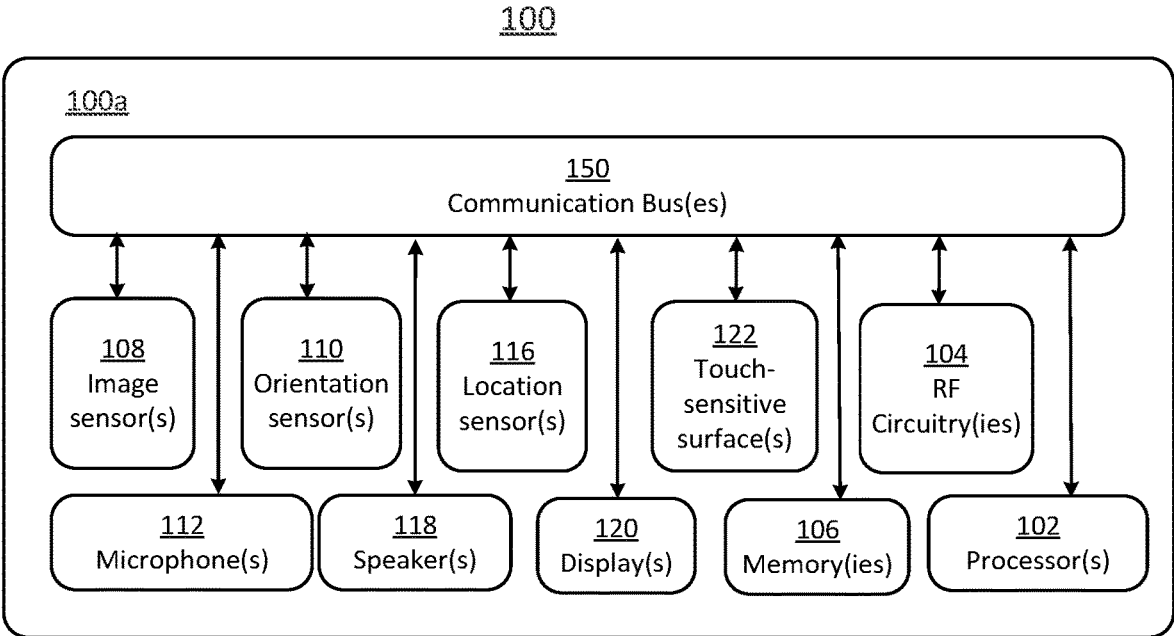 100
100a
150
Communication Bus(es)
108
Image
sensor(s)
110
Orientation
sensor(s)
116
Location
sensor(s)
122
Touch-
sensitive
surface(s)
104
RF
Circuitry(ies)
112
Microphone(s)
118
Speaker(s)
120
Display(s)
106
Memory(ies)
102
Processor(s)